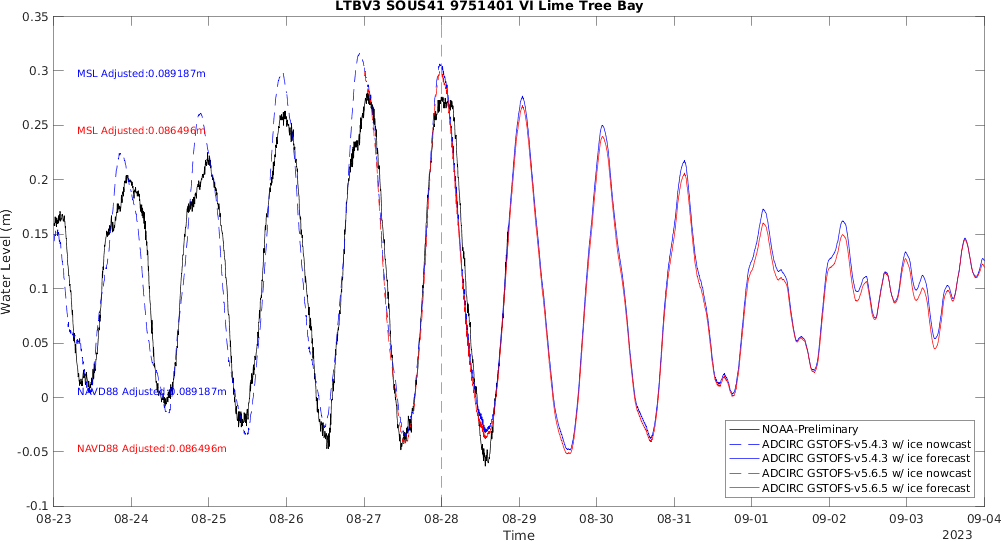 LTBV3 SOUS41 9751401 VI Lime Tree Bay
Water Level (m)
0.35
0.3
0.25
0.2
0.15
0.1
0.05
0
-0.05
-0.1
MSL Adjusted:0.089187m
MSL Adjusted:0.086496m
NAVD88 Adjusted:0.089187m
NAVD88 Adjusted:0.086496m
NOAA-Preliminary
ADCIRC GSTOFS-v5.4.3 w/ ice nowcast
ADCIRC GSTOFS-v5.4.3 w/ ice forecast
ADCIRC GSTOFS-v5.6.5 w/ ice nowcast
ADCIRC GSTOFS-v5.6.5 w/ ice forecast
08-23 08-24 08-25 08-26 08-27 08-28 08-29 08-30 08-31 09-01 09-02 09-03 09-04
Time
2023